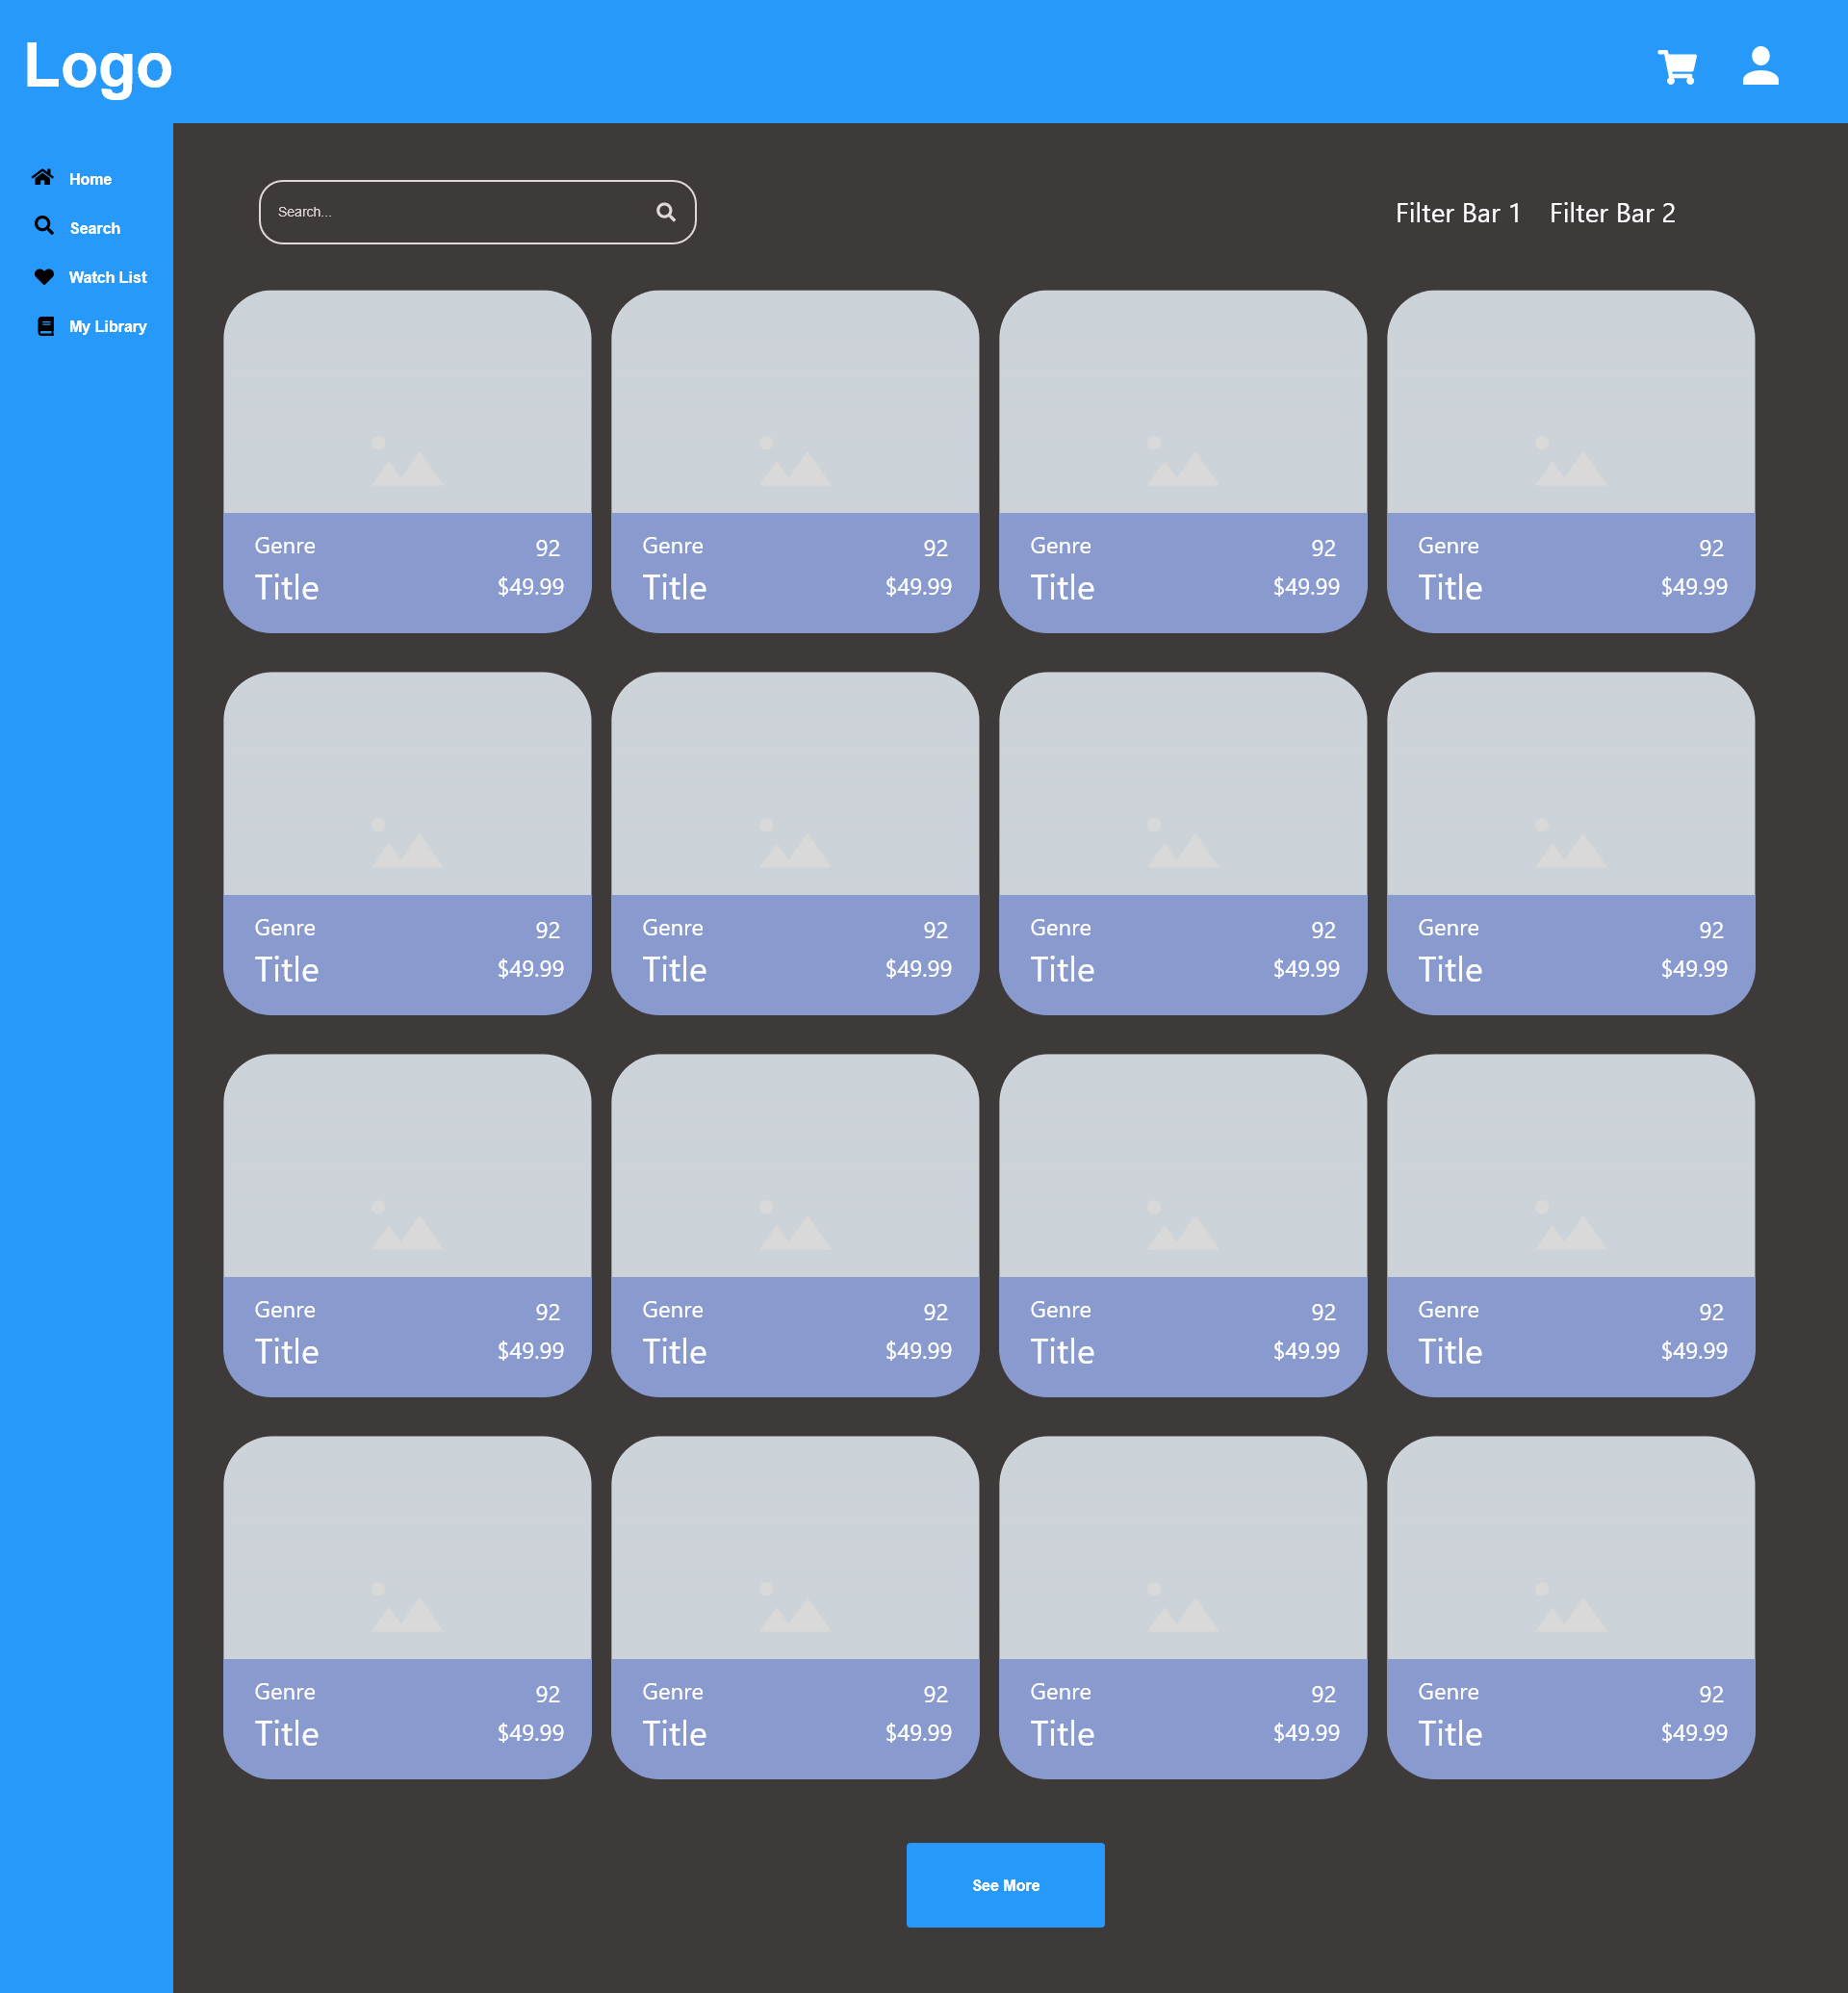 Logo
Home
Search
Watch List
My Library
Search...
Filter Bar 1 Filter Bar 2
Genre 92 Genre 92 Genre 92 Genre 92
Title $49.99 Title $49.99 Title $49.99 Title $49.99
Genre 92 Genre 92 Genre 92 Genre 92
Title $49.99 Title $49.99 Title $49.99 Title $49.99
Genre 92 Genre 92 Genre 92 Genre 92
Title $49.99 Title $49.99 Title $49.99 Title $49.99
Genre 92 Genre 92 Genre 92 Genre 92
Title $49.99 Title $49.99 Title $49.99 Title $49.99
See More